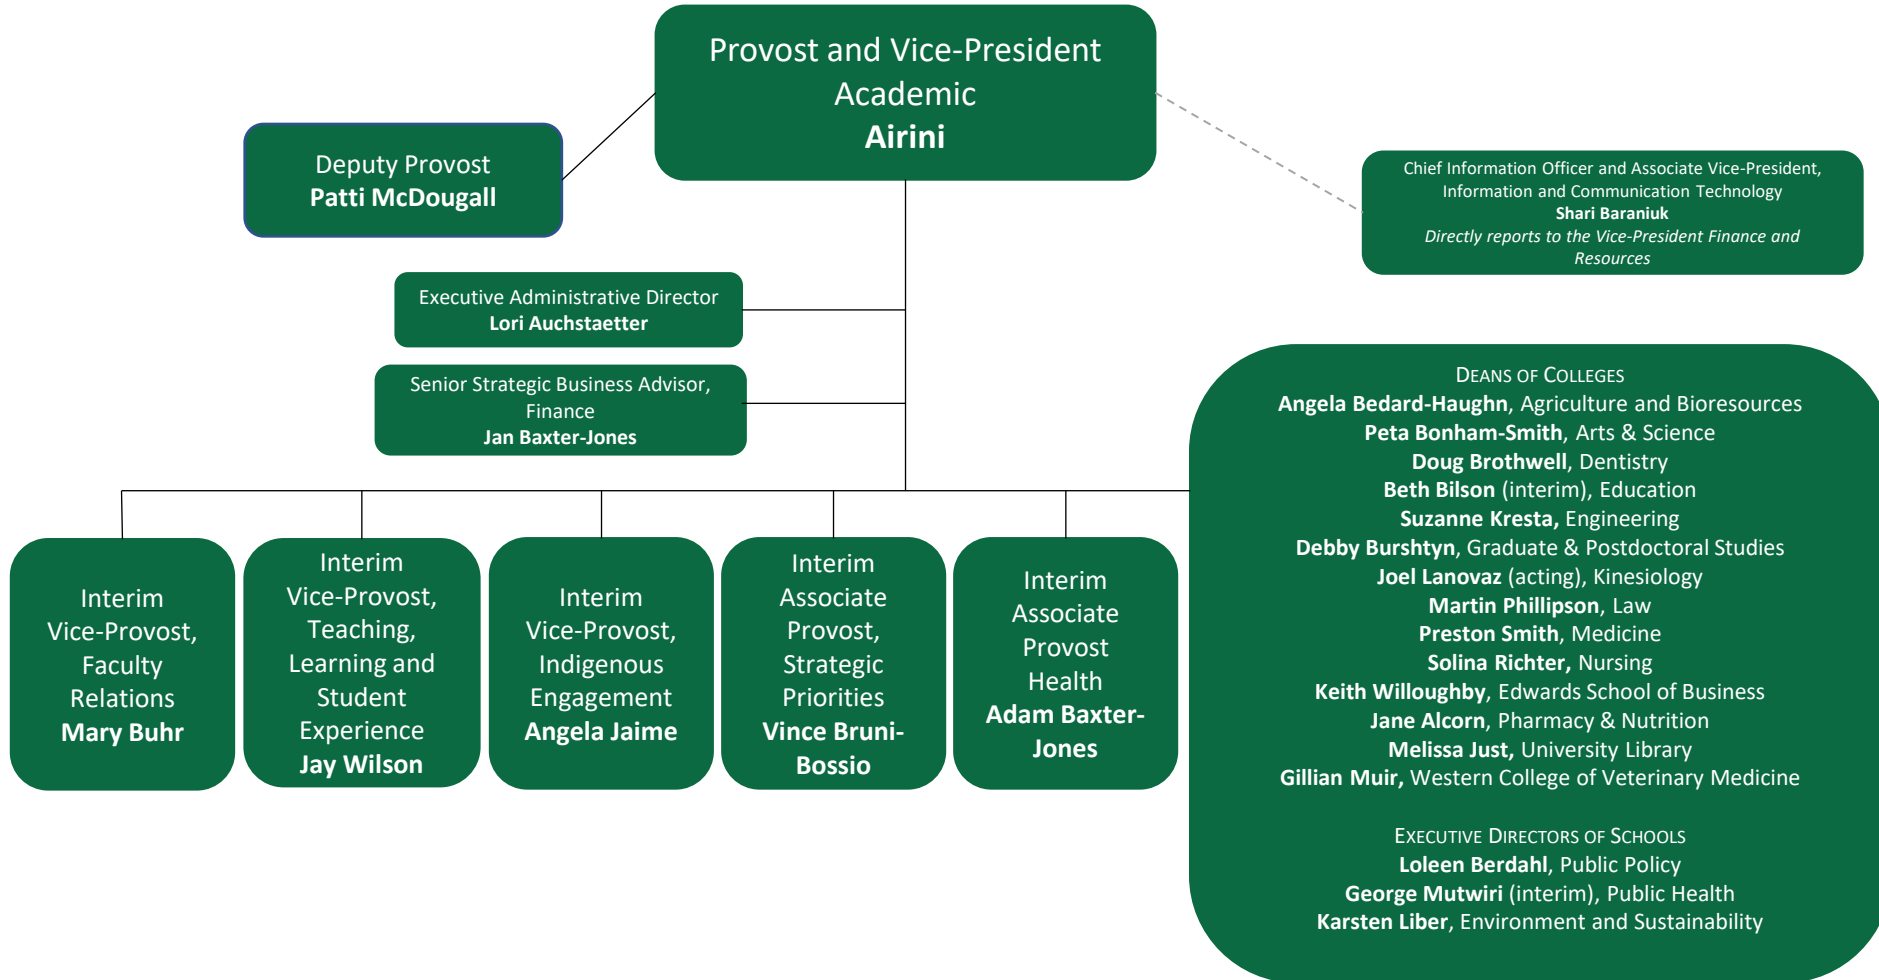 Provost and Vice-President
Academic
Airini
Deputy Provost
Patti McDougall
Chief Information Officer and Associate Vice-President,
Information and Communication Technology
Shari Baraniuk
Directly reports to the Vice-President Finance and
Resources
Executive Administrative Director
Lori Auchstaetter
Senior Strategic Business Advisor,
Finance
Jan Baxter-Jones
Interim
Vice-Provost,
Faculty
Relations
Mary Buhr
Interim
Vice-Provost,
Teaching,
Learning and
Student
Experience
Jay Wilson
Interim
Vice-Provost,
Indigenous
Engagement
Angela Jaime
Interim
Associate
Provost,
Strategic
Priorities
Vince Bruni-
Bossio
Interim
Associate
Provost
Health
Adam Baxter-
Jones
DEANS OF COLLEGES
Angela Bedard-Haughn, Agriculture and Bioresources
Peta Bonham-Smith, Arts & Science
Doug Brothwell, Dentistry
Beth Bilson (interim), Education
Suzanne Kresta, Engineering
Debby Burshtyn, Graduate & Postdoctoral Studies
Joel Lanovaz (acting), Kinesiology
Martin Phillipson, Law
Preston Smith, Medicine
Solina Richter, Nursing
Keith Willoughby, Edwards School of Business
Jane Alcorn, Pharmacy & Nutrition
Melissa Just, University Library
Gillian Muir, Western College of Veterinary Medicine
EXECUTIVE DIRECTORS OF SCHOOLS
Loleen Berdahl, Public Policy
George Mutwiri (interim), Public Health
Karsten Liber, Environment and Sustainability